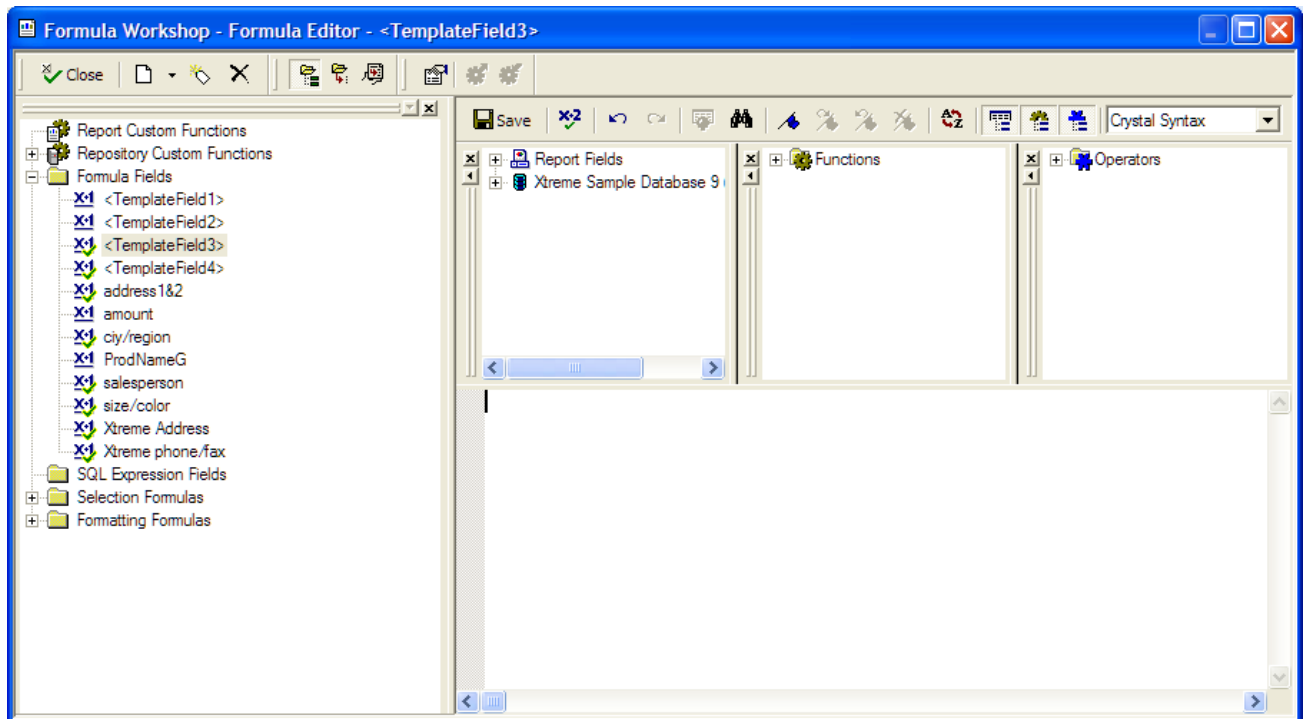 Formula Workshop - Formula Editor - <TemplateField3>
Close
Save
Crystal Syntax
Report Custom Functions
Repository Custom Functions
Formula Fields
<TemplateField1>
<TemplateField2>
<TemplateField3>
<TemplateField4>
address1&2
amount
ciy/region
ProdNameG
salesperson
size/color
Xtreme Address
Xtreme phone/fax
SQL Expression Fields
Selection Formulas
Formatting Formulas
Report Fields
Xtreme Sample Database 9
Functions
Operators